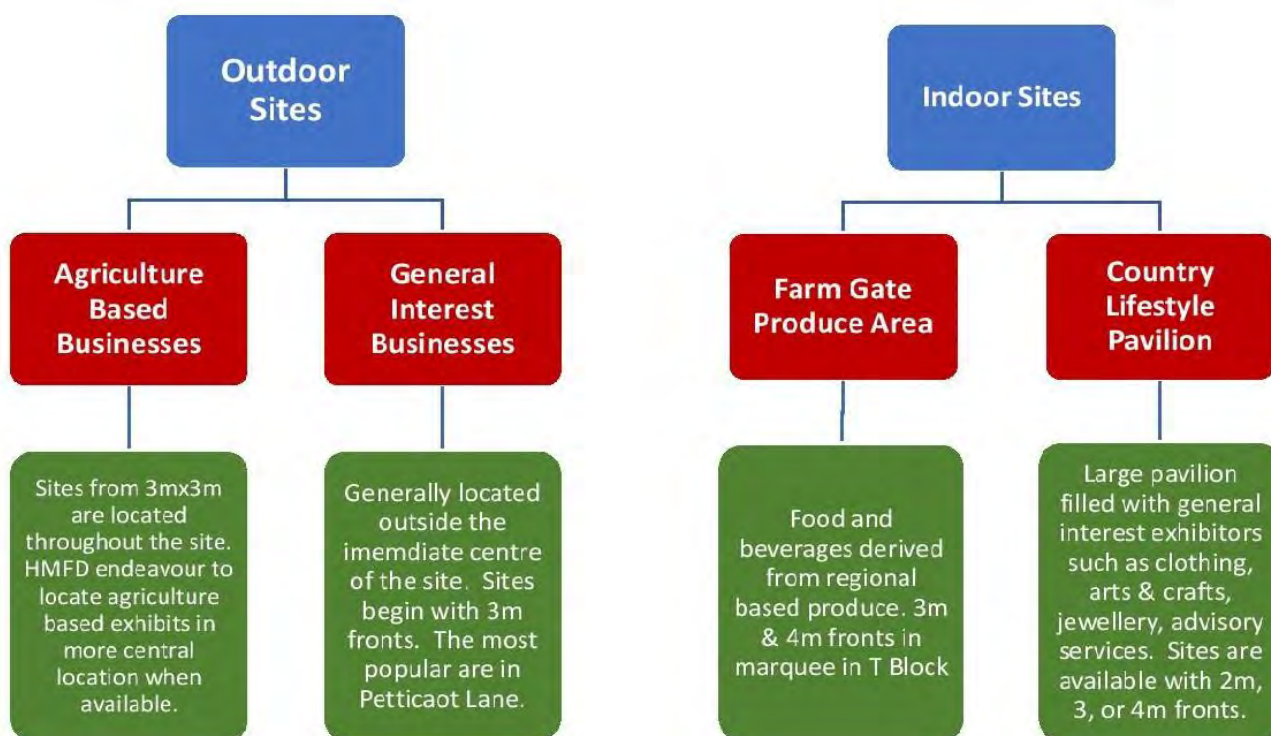 Outdoor
Sites
Agriculture
Based
Businesses
General
Interest
Businesses
Sites from 3mx3m
are located
throughout the site.
HMFD endeavour to
locate agriculture
based exhibits in
more central
location when
available.
Generally located
outside the
imemdiate centre
of the site.  Sites
begin with 3m
fronts.  The most
popular are in
Petticaot Lane.
Indoor Sites
Farm Gate
Produce Area
Country
Lifestyle
Pavilion
Food and
beverages derived
from regional
based produce. 3m
& 4m fronts in
marquee in T Block
Large pavilion
filled with general
interest exhibitors
such as clothing,
arts & crafts,
jewellery, advisory
services.  Sites are
available with 2m,
3, or 4m fronts.